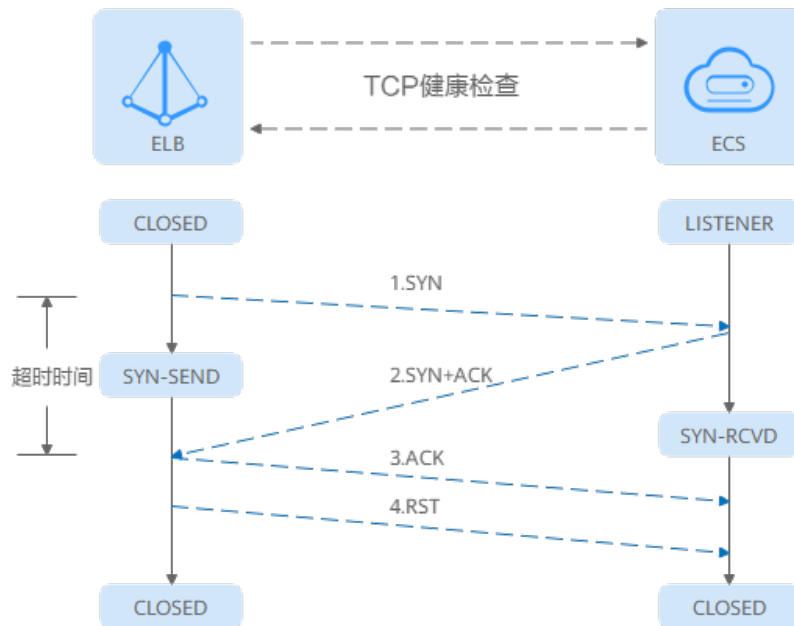 TCP健康检查
ELB
ECS
CLOSED
LISTENER
1.SYN
超时时间
SYN-SEND
2.SYN+ACK
SYN-RCVD
3.ACK
4.RST
CLOSED
CLOSED